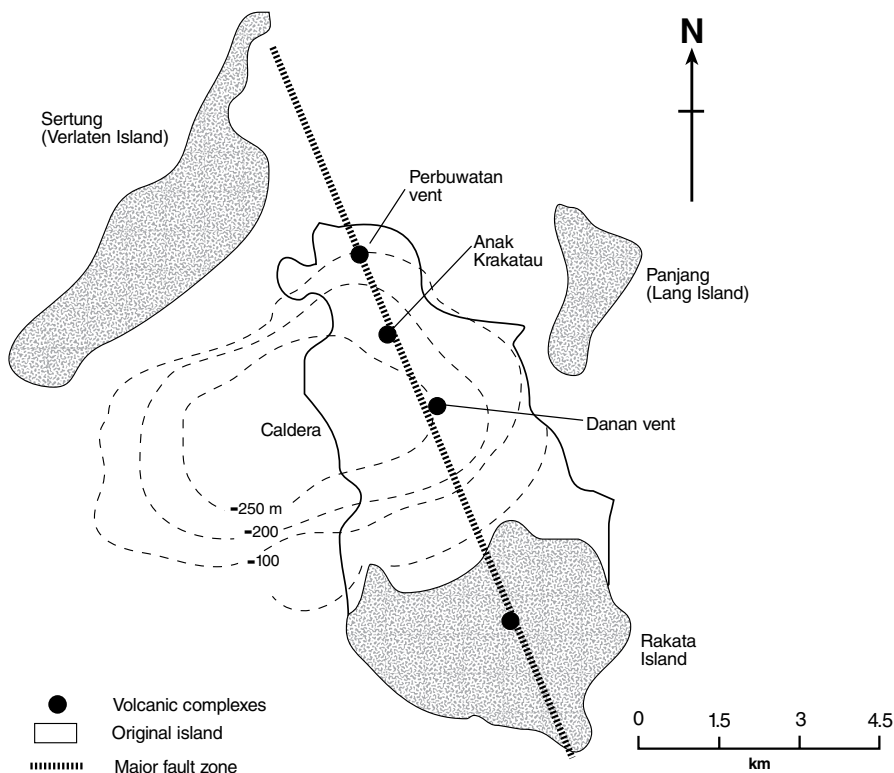 N
Sertung
(Verlaten Island)
Perbuwatan
vent
Anak
Krakatau
Panjang
(Lang Island)
Caldera
Danan vent
-250 m
-200
-100
Rakata
Island
Volcanic complexes
Original island
Major fault zone
0 1.5 3 4.5
km